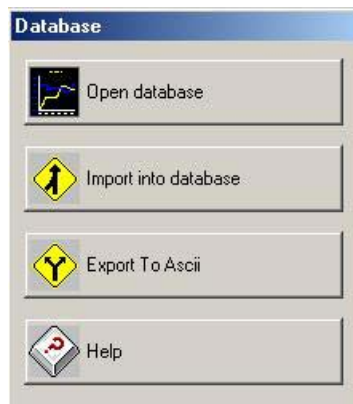 Database
Open database
Import into database
Export To Ascii
Help